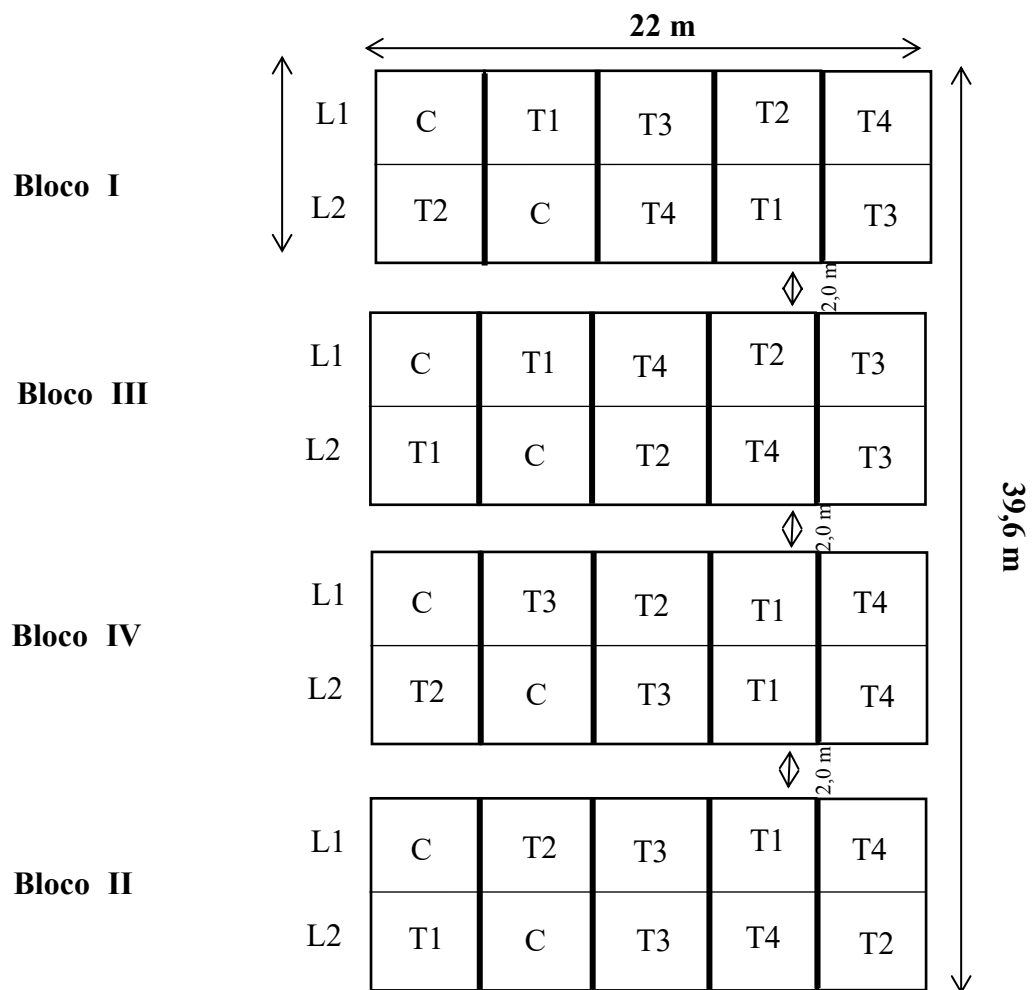 22 m
L1 C T1 T3 T2 T4
Bloco I
L2 T2 C T4 T1 T3
2,0 m
L1 C T1 T4 T2 T3
Bloco III
L2 T1 C T2 T4 T3
39,6 m
2,0 m
L1 C T3 T2 T1 T4
Bloco IV
L2 T2 C T3 T1 T4
2,0 m
L1 C T2 T3 T1 T4
Bloco II
L2 T1 C T3 T4 T2